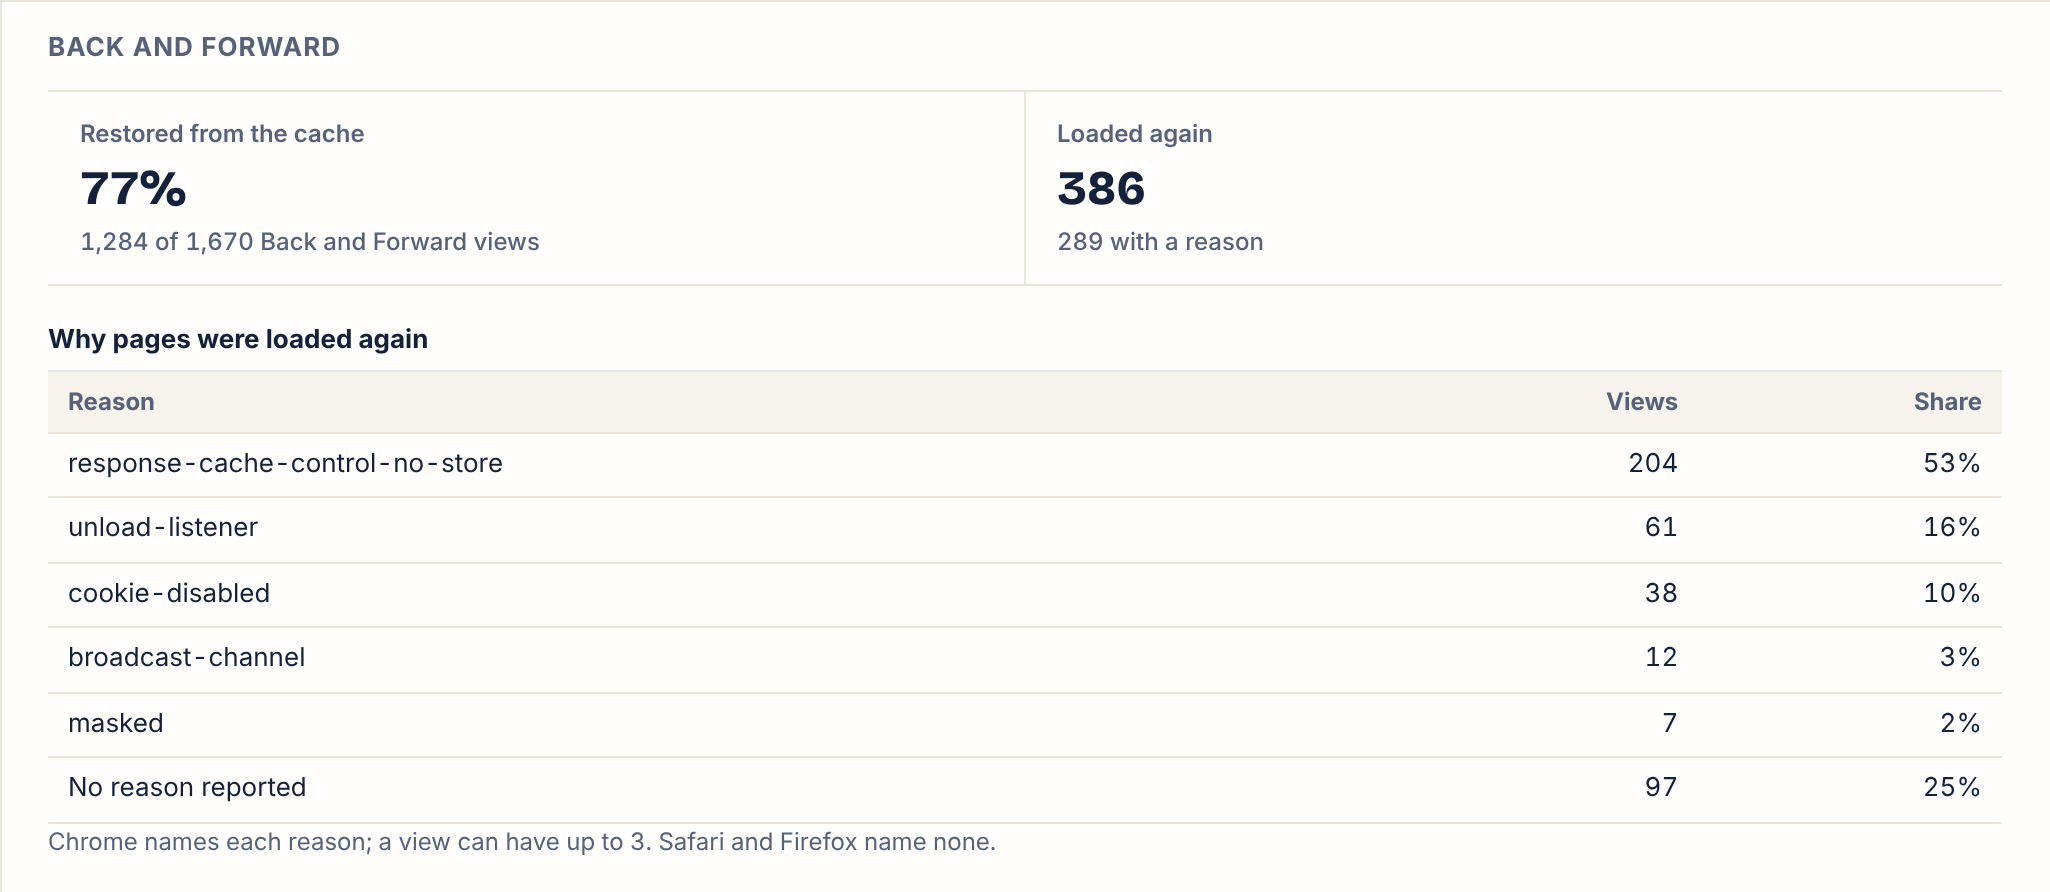 BACK AND FORWARD
Restored from the cache
77%
1,284 of 1,670 Back and Forward views
Loaded again
386
289 with a reason
Why pages were loaded again
Reason Views Share
response-cache-control-no-store 204 53%
unload-listener 61 16%
cookie-disabled 38 10%
broadcast-channel 12 3%
masked 7 2%
No reason reported 97 25%
Chrome names each reason; a view can have up to 3. Safari and Firefox name none.